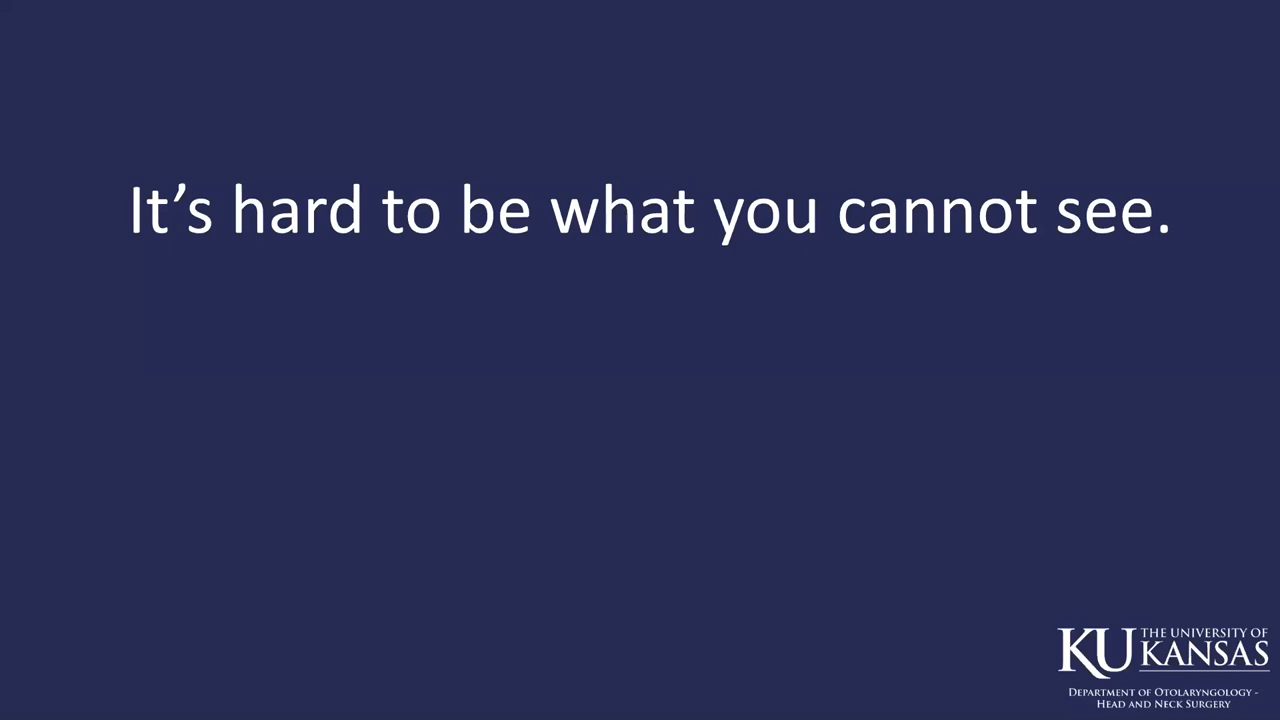 It’s hard to be what you cannot see.
KU THE UNIVERSITY OF
KANSAS
DEPARTMENT OF OTOLARYNGOLOGY -
HEAD AND NECK SURGERY